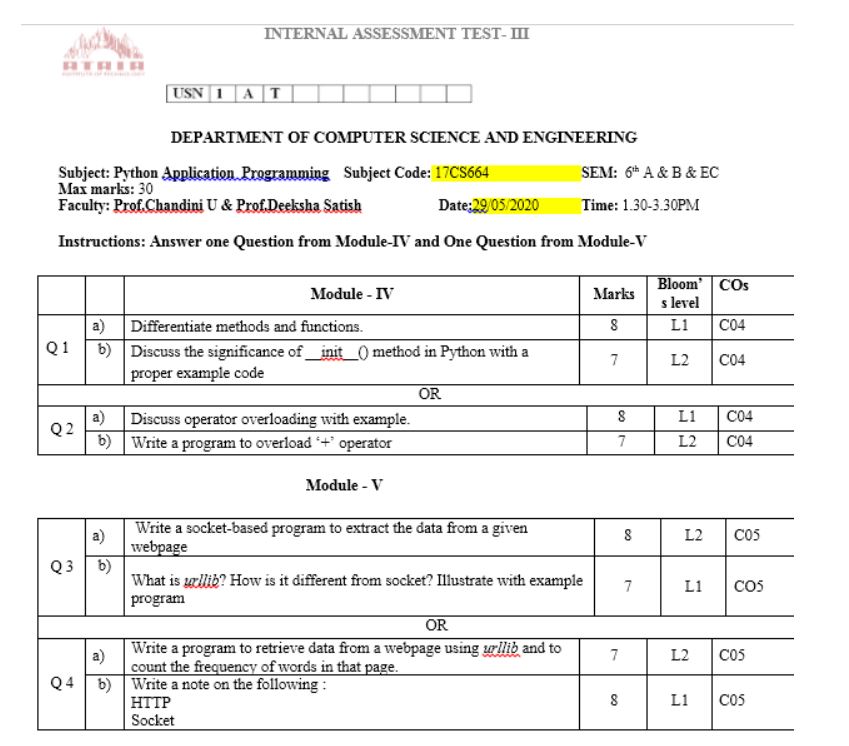 INTERNAL ASSESSMENT TEST- III
ATRIA
USN 1 A T
DEPARTMENT OF COMPUTER SCIENCE AND ENGINEERING
Subject: Python Application Programming Subject Code: 17CS664 SEM: 6th A & B & EC
Max marks: 30
Faculty: Prof.Chandini U & Prof.Deeksha Satish Date:29/05/2020 Time: 1.30-3.30PM
Instructions: Answer one Question from Module-IV and One Question from Module-V
Module - IV Marks Bloom’s level COs
Q 1 a) Differentiate methods and functions. 8 L1 C04
b) Discuss the significance of __init__() method in Python with a
proper example code 7 L2 C04
OR
Q 2 a) Discuss operator overloading with example. 8 L1 C04
b) Write a program to overload ‘+’ operator 7 L2 C04
Module - V
Q 3 a) Write a socket-based program to extract the data from a given
webpage 8 L2 C05
b) What is urllib? How is it different from socket? Illustrate with example
program 7 L1 CO5
OR
Q 4 a) Write a program to retrieve data from a webpage using urllib and to
count the frequency of words in that page. 7 L2 C05
b) Write a note on the following :
HTTP
Socket 8 L1 C05